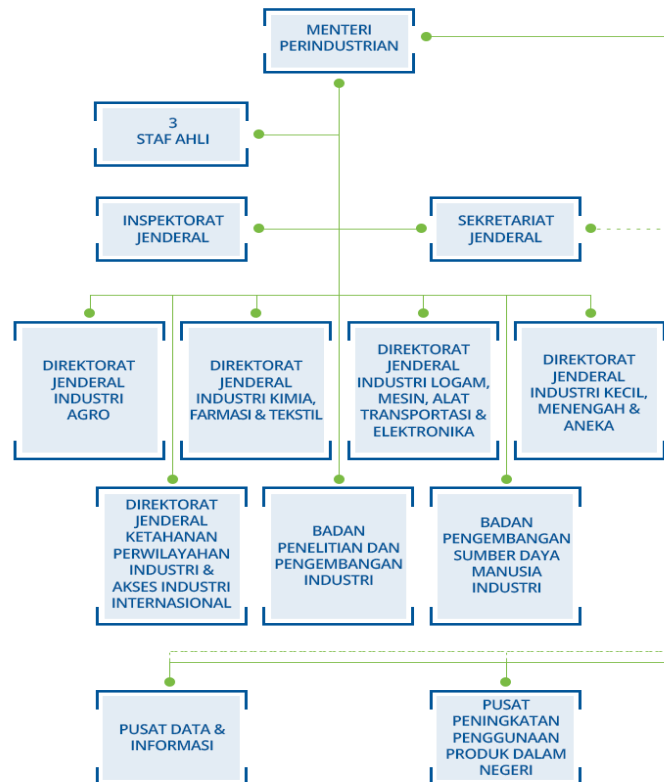 MENTERI
PERINDUSTRIAN
3
STAF AHLI
INSPEKTORAT
JENDERAL
SEKRETARIAT
JENDERAL
DIREKTORAT
JENDERAL
INDUSTRI
AGRO
DIREKTORAT
JENDERAL
INDUSTRI KIMIA,
FARMASI & TEKSTIL
DIREKTORAT
JENDERAL
INDUSTRI LOGAM,
MESIN, ALAT
TRANSPORTASI &
ELEKTRONIKA
DIREKTORAT
JENDERAL
INDUSTRI KECIL,
MENENGAH &
ANEKA
DIREKTORAT
JENDERAL
KETAHANAN
PERWILAYAHAN
INDUSTRI &
AKSES INDUSTRI
INTERNASIONAL
BADAN
PENELITIAN DAN
PENGEMBANGAN
INDUSTRI
BADAN
PENGEMBANGAN
SUMBER DAYA
MANUSIA
INDUSTRI
PUSAT DATA &
INFORMASI
PUSAT
PENINGKATAN
PENGGUNAAN
PRODUK DALAM
NEGERI